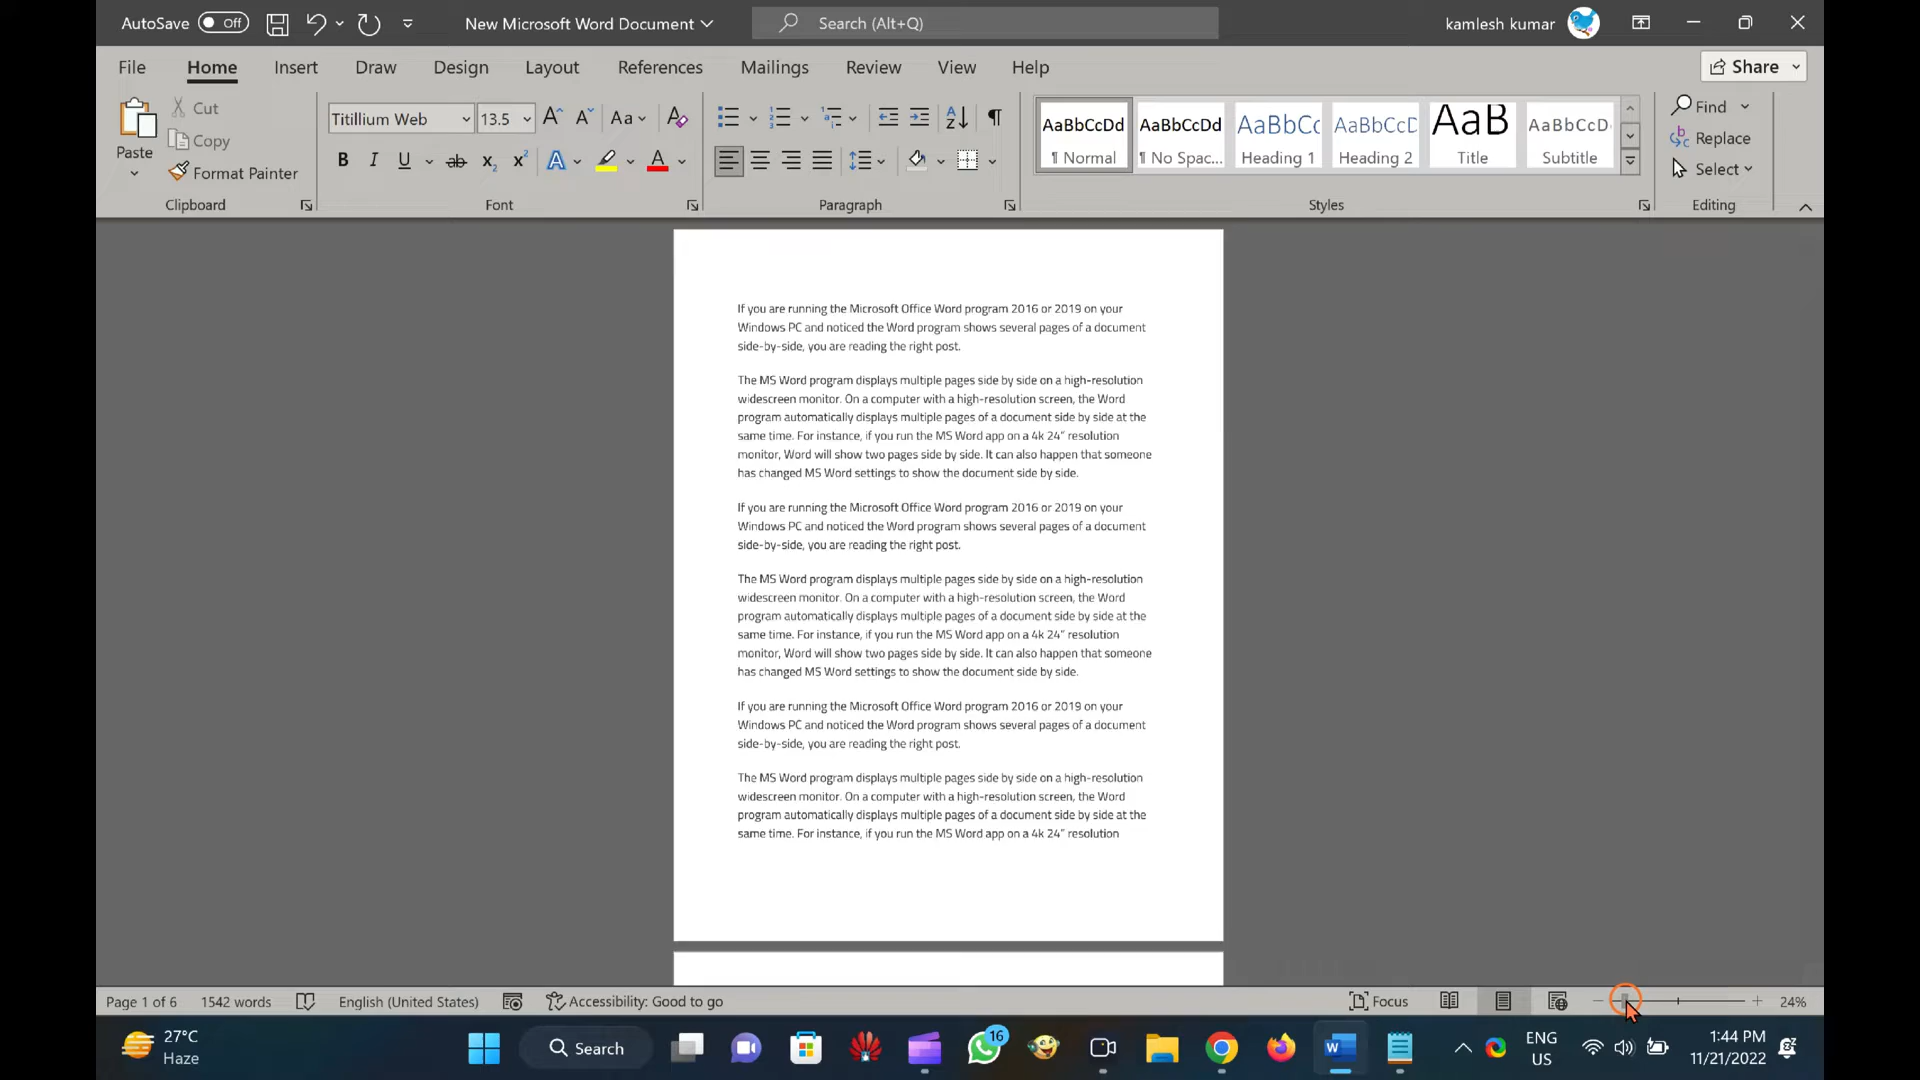 AutoSave Off New Microsoft Word Document Search (Alt+Q) kamlesh kumar
File Home Insert Draw Design Layout References Mailings Review View Help Share
Paste Cut Copy Format Painter Clipboard
Titillium Web 13.5 Aa Font
Paragraph
AaBbCcDd ¶ Normal AaBbCcDd ¶ No Spac... AaBbCc Heading 1 AaBbCcD Heading 2 AaB Title AaBbCcD Subtitle Styles
Find Replace Select Editing
If you are running the Microsoft Office Word program 2016 or 2019 on your
Windows PC and noticed the Word program shows several pages of a document
side-by-side, you are reading the right post.
The MS Word program displays multiple pages side by side on a high-resolution
widescreen monitor. On a computer with a high-resolution screen, the Word
program automatically displays multiple pages of a document side by side at the
same time. For instance, if you run the MS Word app on a 4k 24" resolution
monitor, Word will show two pages side by side. It can also happen that someone
has changed MS Word settings to show the document side by side.
If you are running the Microsoft Office Word program 2016 or 2019 on your
Windows PC and noticed the Word program shows several pages of a document
side-by-side, you are reading the right post.
The MS Word program displays multiple pages side by side on a high-resolution
widescreen monitor. On a computer with a high-resolution screen, the Word
program automatically displays multiple pages of a document side by side at the
same time. For instance, if you run the MS Word app on a 4k 24" resolution
monitor, Word will show two pages side by side. It can also happen that someone
has changed MS Word settings to show the document side by side.
If you are running the Microsoft Office Word program 2016 or 2019 on your
Windows PC and noticed the Word program shows several pages of a document
side-by-side, you are reading the right post.
The MS Word program displays multiple pages side by side on a high-resolution
widescreen monitor. On a computer with a high-resolution screen, the Word
program automatically displays multiple pages of a document side by side at the
same time. For instance, if you run the MS Word app on a 4k 24" resolution
Page 1 of 6 1542 words English (United States) Accessibility: Good to go Focus 24%
27°C Haze
Search
16
ENG US
1:44 PM
11/21/2022